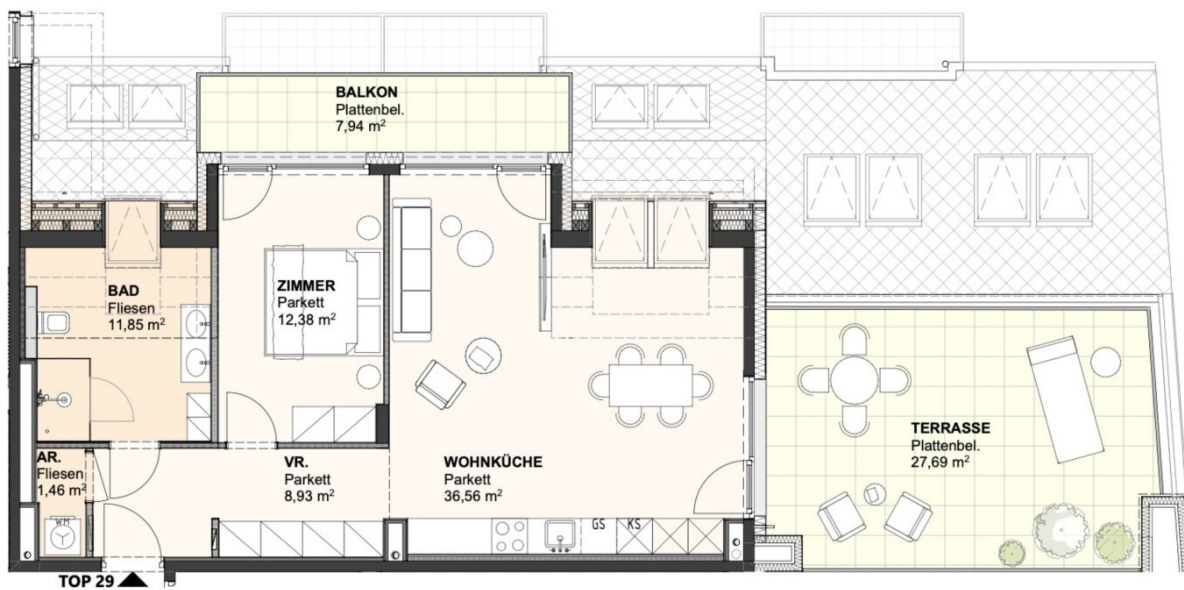 BALKON
Plattenbel.
7,94 m²
BAD
Fliesen
11,85 m²
ZIMMER
Parkett
12,38 m²
TERRASSE
Plattenbel.
27,69 m²
AR.
Fliesen
1,46 m²
VR.
Parkett
8,93 m²
WOHNKÜCHE
Parkett
36,56 m²
WM
GS KS
TOP 29